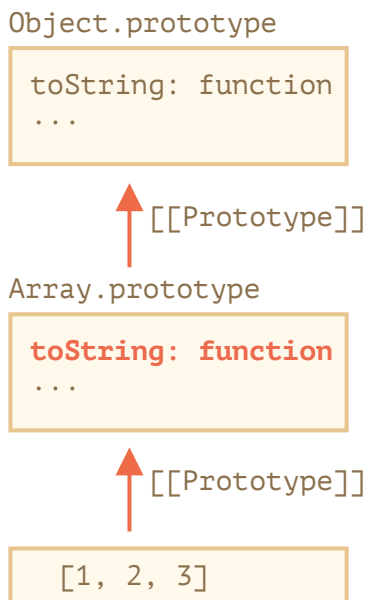 Object.prototype
toString: function
...
[[Prototype]]
Array.prototype
toString: function
...
[[Prototype]]
[1, 2, 3]